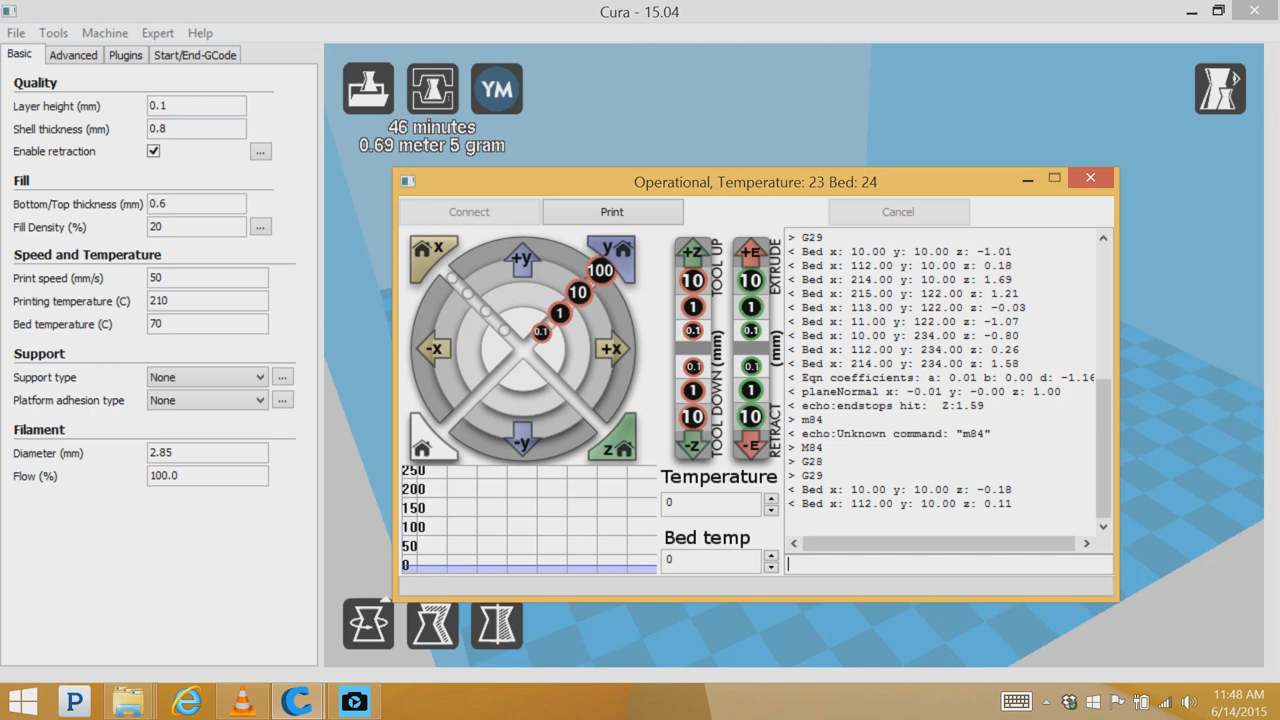 Cura - 15.04
File Tools Machine Expert Help
Basic Advanced Plugins Start/End-GCode
Quality
Layer height (mm) 0.1
Shell thickness (mm) 0.8
Enable retraction ...
Fill
Bottom/Top thickness (mm) 0.6
Fill Density (%) 20 ...
Speed and Temperature
Print speed (mm/s) 50
Printing temperature (C) 210
Bed temperature (C) 70
Support
Support type None ...
Platform adhesion type None ...
Filament
Diameter (mm) 2.85
Flow (%) 100.0
YM
46 minutes
0.69 meter 5 gram
Operational, Temperature: 23 Bed: 24
Connect Print Cancel
x +y y
100
10
1
0.1
-x +x
-y z
+Z TOOL UP
10
1
0.1
0.1
1
10
-Z TOOL DOWN (mm)
+E EXTRUDE
10
1
0.1
0.1
1
10
-E RETRACT (mm)
250
200
150
100
50
0
Temperature
0
Bed temp
0
> G29
< Bed x: 10.00 y: 10.00 z: -1.01
< Bed x: 112.00 y: 10.00 z: 0.18
< Bed x: 214.00 y: 10.00 z: 1.69
< Bed x: 215.00 y: 122.00 z: 1.21
< Bed x: 113.00 y: 122.00 z: -0.03
< Bed x: 11.00 y: 122.00 z: -1.07
< Bed x: 10.00 y: 234.00 z: -0.80
< Bed x: 112.00 y: 234.00 z: 0.26
< Bed x: 214.00 y: 234.00 z: 1.58
< Eqn coefficients: a: 0.01 b: 0.00 d: -1.16
< planeNormal x: -0.01 y: -0.00 z: 1.00
< echo:endstops hit: Z:1.59
> m84
< echo:Unknown command: "m84"
> M84
> G28
> G29
< Bed x: 10.00 y: 10.00 z: -0.18
< Bed x: 112.00 y: 10.00 z: 0.11
P
11:48 AM
6/14/2015